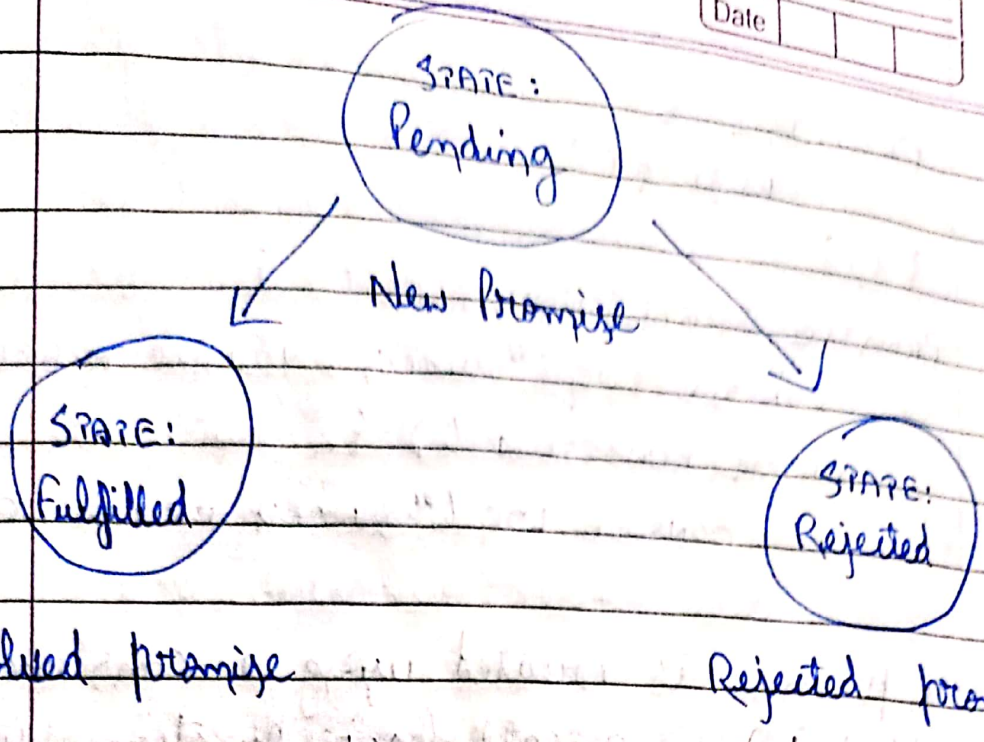 Date
STATE:
Pending
New Promise
STATE:
Fulfilled
STATE:
Rejected
promise
Rejected